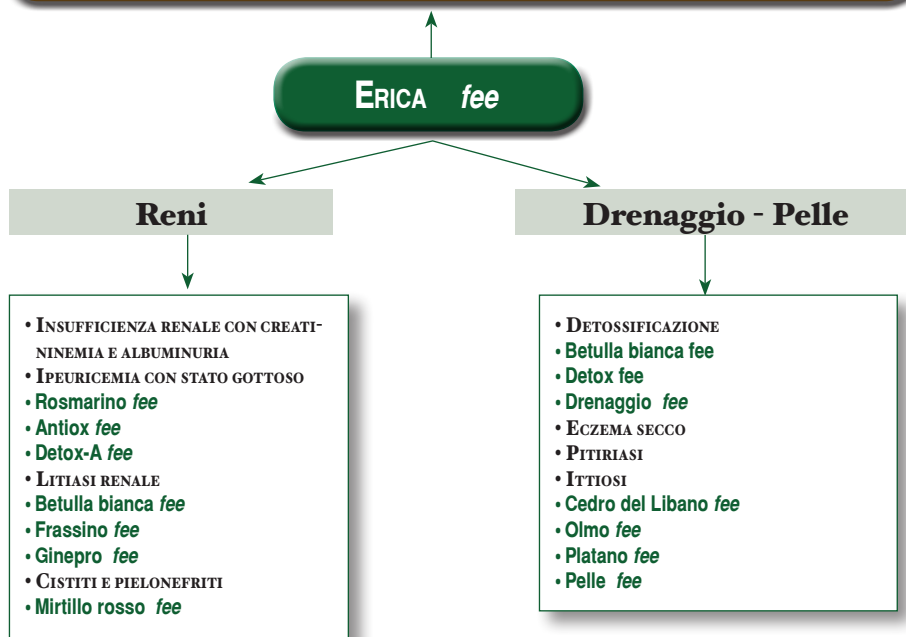 ERICA fee
Reni
• INSUFFICIENZA RENALE CON CREATI-
NINEMIA E ALBUMINURIA
• IPEURICEMIA CON STATO GOTTOSO
• Rosmarino fee
• Antiox fee
• Detox-A fee
• LITIASI RENALE
• Betulla bianca fee
• Frassino fee
• Ginepro fee
• CISTITI E PIELONEFRITI
• Mirtillo rosso fee
Drenaggio - Pelle
• DETOSSIFICAZIONE
• Betulla bianca fee
• Detox fee
• Drenaggio fee
• ECZEMA SECCO
• PITIRIASI
• ITTIOSI
• Cedro del Libano fee
• Olmo fee
• Platano fee
• Pelle fee